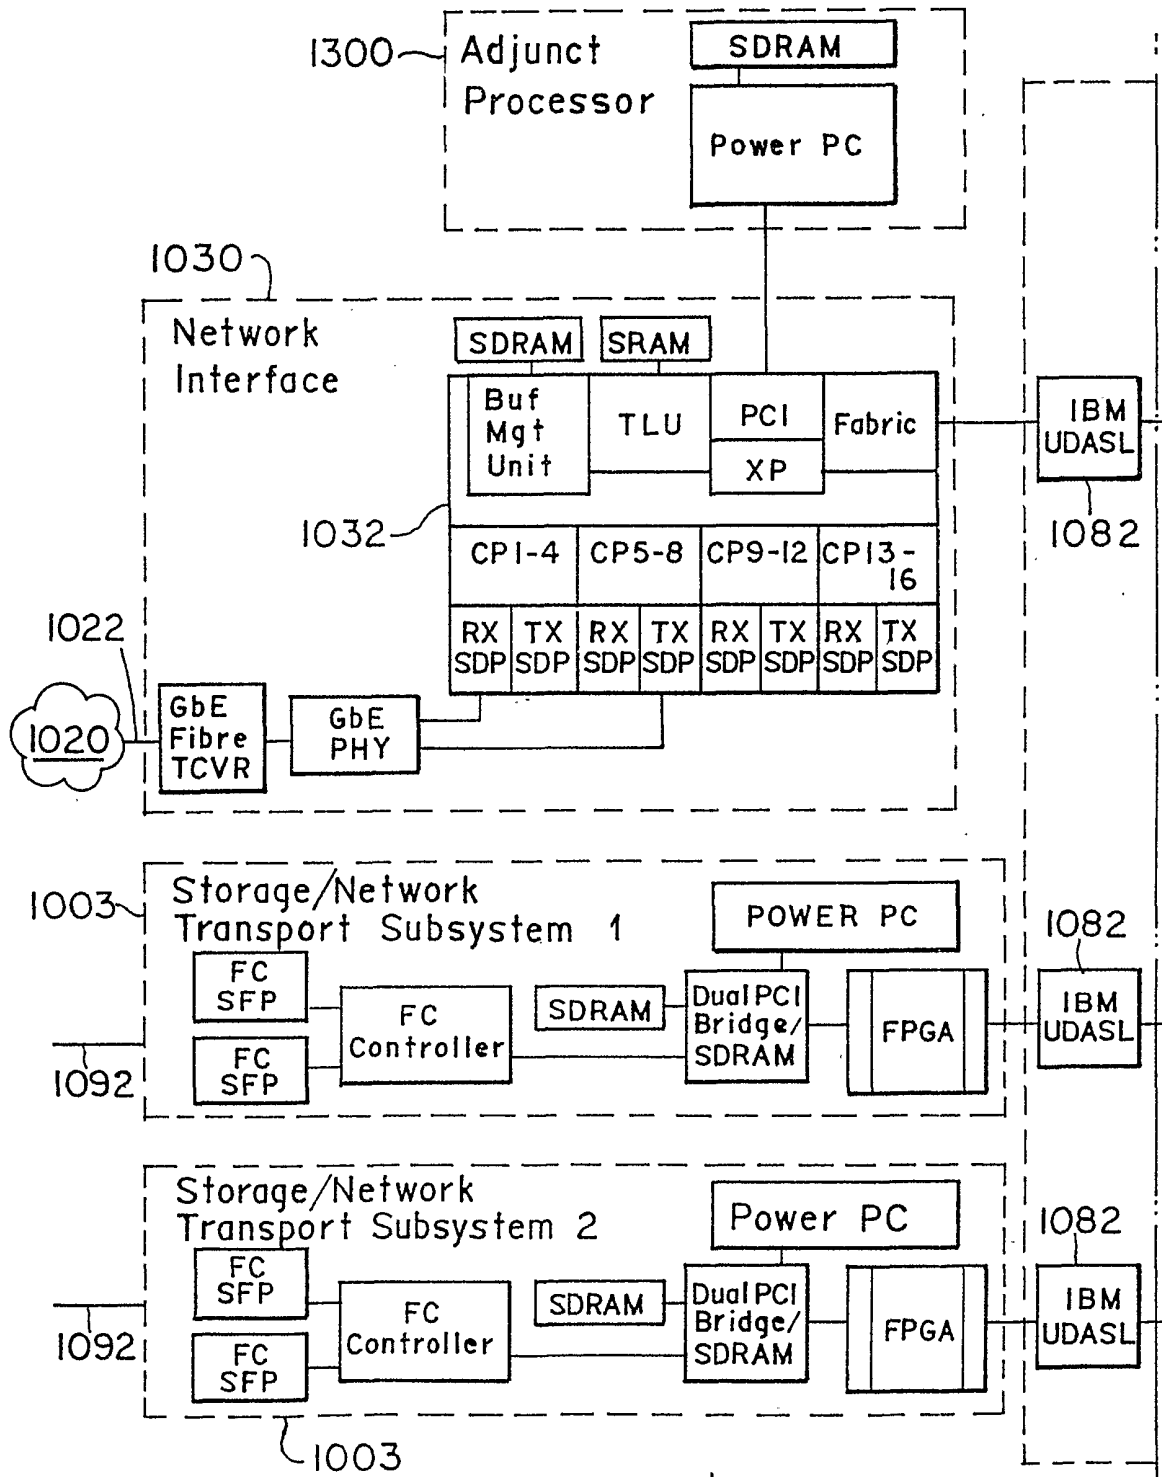 1300
Adjunct
Processor
SDRAM
Power PC
1030
Network
Interface
SDRAM
SRAM
Buf
Mgt
Unit
TLU
PCI
XP
Fabric
IBM
UDASL
1082
1032
CP1-4
CP5-8
CP9-12
CP13-
16
RX
SDP
TX
SDP
RX
SDP
TX
SDP
RX
SDP
TX
SDP
RX
SDP
TX
SDP
1022
1020
GbE
Fibre
TCVR
GbE
PHY
1003
Storage/Network
Transport Subsystem 1
POWER PC
FC
SFP
FC
SFP
FC
Controller
SDRAM
Dual PCI
Bridge/
SDRAM
FPGA
1082
IBM
UDASL
1092
Storage/Network
Transport Subsystem 2
Power PC
FC
SFP
FC
SFP
FC
Controller
SDRAM
Dual PCI
Bridge/
SDRAM
FPGA
1082
IBM
UDASL
1092
1003